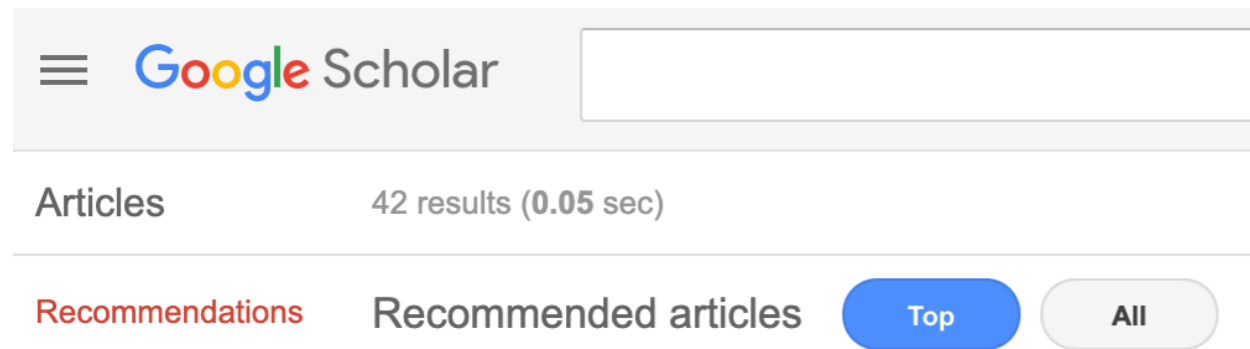 Google Scholar
Articles 42 results (0.05 sec)
Recommendations Recommended articles Top All